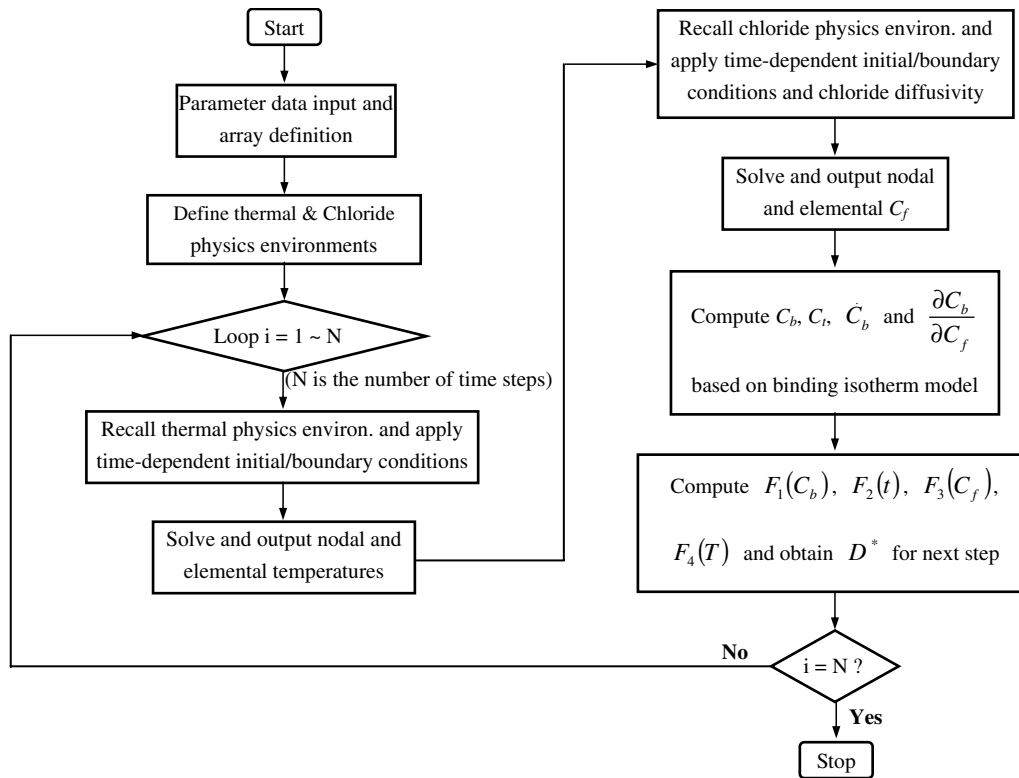 Start
Parameter data input and
array definition
Define thermal & Chloride
physics environments
Loop i = 1 ~ N
(N is the number of time steps)
Recall thermal physics environ. and apply
time-dependent initial/boundary conditions
Solve and output nodal and
elemental temperatures
Recall chloride physics environ. and
apply time-dependent initial/boundary
conditions and chloride diffusivity
Solve and output nodal
and elemental C_f
Compute C_b, C_t, Ċ_b and ∂C_b/∂C_f
based on binding isotherm model
Compute F_1(C_b), F_2(t), F_3(C_f),
F_4(T) and obtain D* for next step
i = N ?
No
Yes
Stop